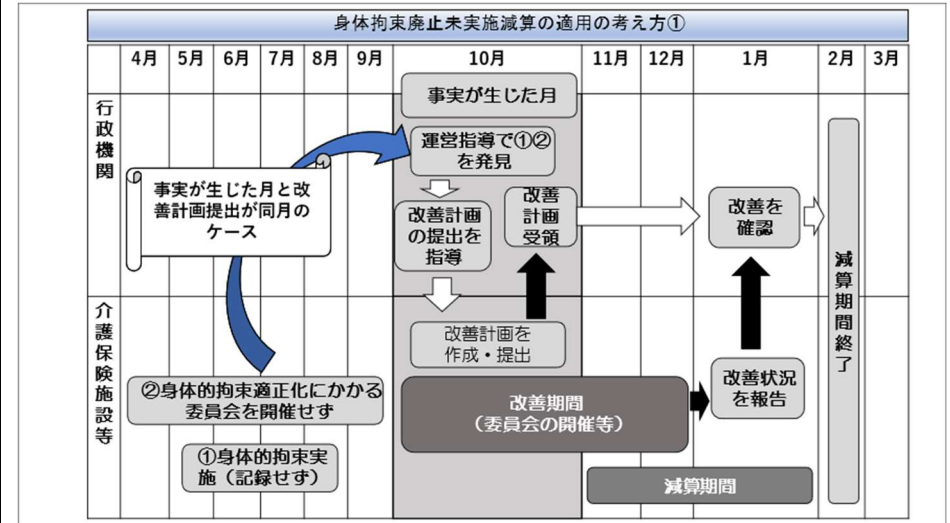 身体拘束廃止未実施減算の適用の考え方①
4月 5月 6月 7月 8月 9月 10月 11月 12月 1月 2月 3月
行政機関
事実が生じた月
運営指導で①②
を発見
事実が生じた月と改
善計画提出が同月の
ケース
改善計画
の提出を
指導
改善
計画
受領
改善を
確認
減算期間終了
介護保険施設等
改善計画を
作成・提出
②身体的拘束適正化にかかる
委員会を開催せず
改善期間
（委員会の開催等）
改善状況
を報告
①身体的拘束実
施（記録せず）
減算期間